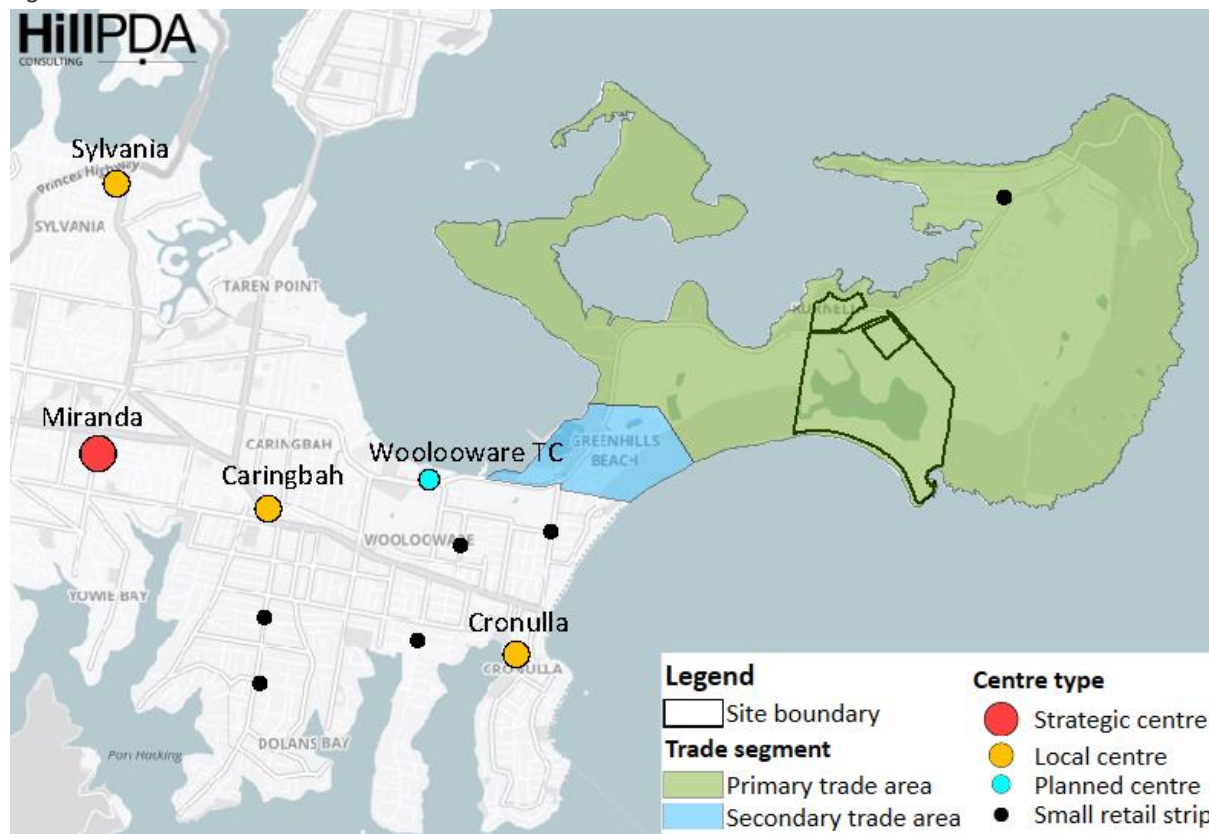 HillPDA
CONSULTING
Sylvania
Princes Highway
SYLVANIA
TAREN POINT
KURNELL
Miranda
CARINGBAH
Woolooware TC
GREENHILLS
BEACH
Caringbah
WOOLOOWARE
YOWIE BAY
Cronulla
CRONULLA
DOLANS BAY
Port Hacking
Legend
Site boundary
Trade segment
Primary trade area
Secondary trade area
Centre type
Strategic centre
Local centre
Planned centre
Small retail strip